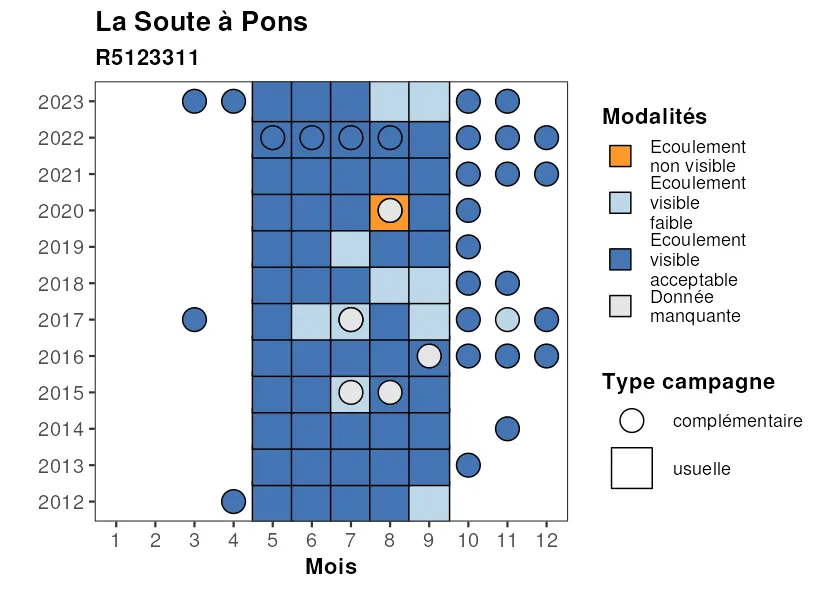 La Soute à Pons
R5123311
2023
2022
2021
2020
2019
2018
2017
2016
2015
2014
2013
2012
1 2 3 4 5 6 7 8 9 10 11 12
Mois
Modalités
Ecoulement
non visible
Ecoulement
visible
faible
Ecoulement
visible
acceptable
Donnée
manquante
Type campagne
complémentaire
usuelle